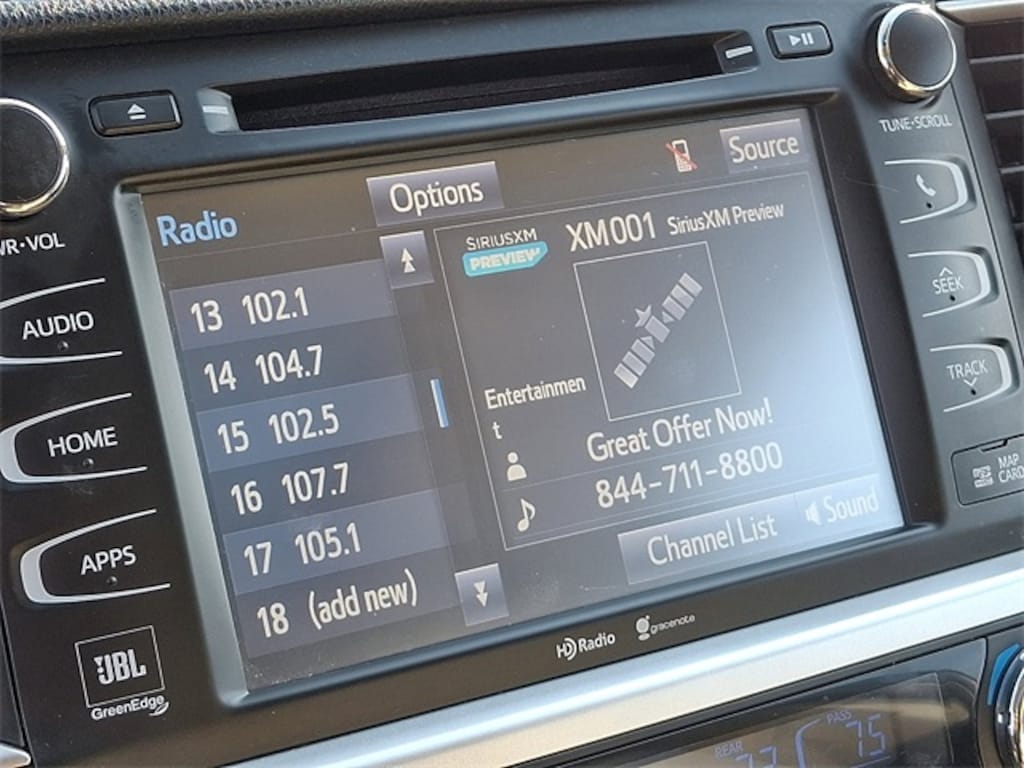 TUNE•SCROLL
WR•VOL
AUDIO
HOME
APPS
JBL
GreenEdge
Radio
Options
Source
13 102.1
14 104.7
15 102.5
16 107.7
17 105.1
18 (add new)
SIRIUSXM
PREVIEW
XM001 SiriusXM Preview
Entertainmen
t
Great Offer Now!
844-711-8800
Channel List
Sound
SEEK
TRACK
MAP
CARD
HD Radio
gracenote
REAR
PASS
75